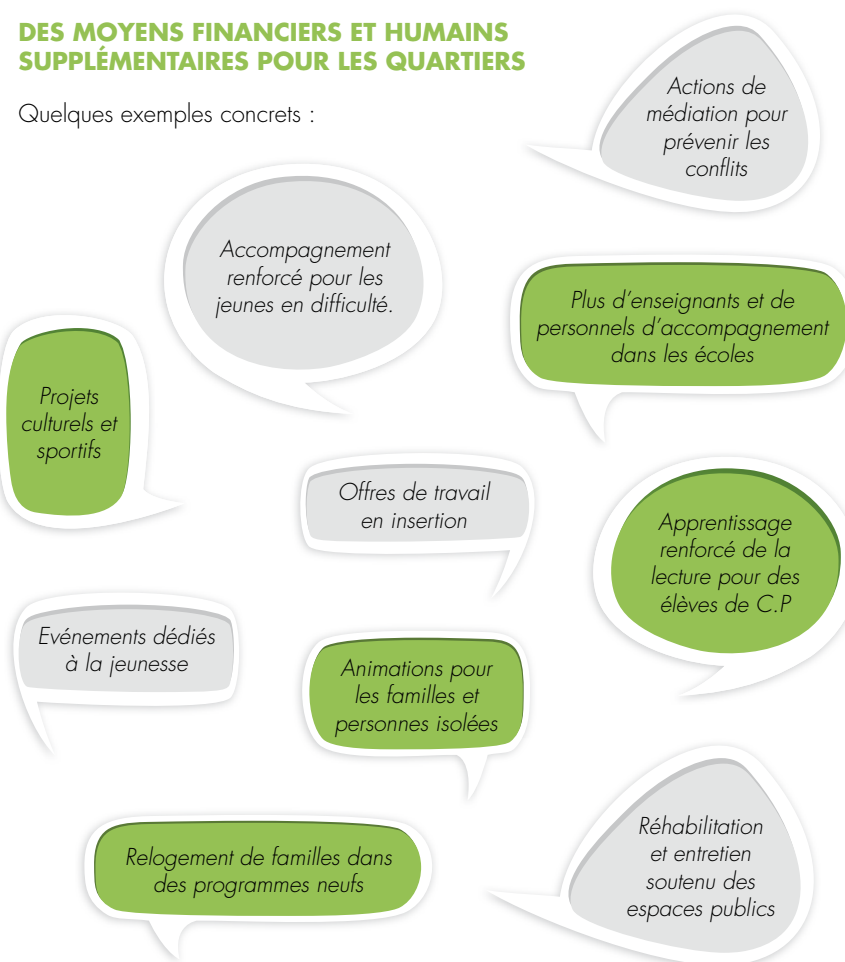 DES MOYENS FINANCIERS ET HUMAINS
SUPPLÉMENTAIRES POUR LES QUARTIERS
Quelques exemples concrets :
Actions de
médiation pour
prévenir les
conflits
Accompagnement
renforcé pour les
jeunes en difficulté.
Plus d’enseignants et de
personnels d’accompagnement
dans les écoles
Projets
culturels et
sportifs
Offres de travail
en insertion
Apprentissage
renforcé de la
lecture pour des
élèves de C.P
Evénements dédiés
à la jeunesse
Animations pour
les familles et
personnes isolées
Relogement de familles dans
des programmes neufs
Réhabilitation
et entretien
soutenu des
espaces publics